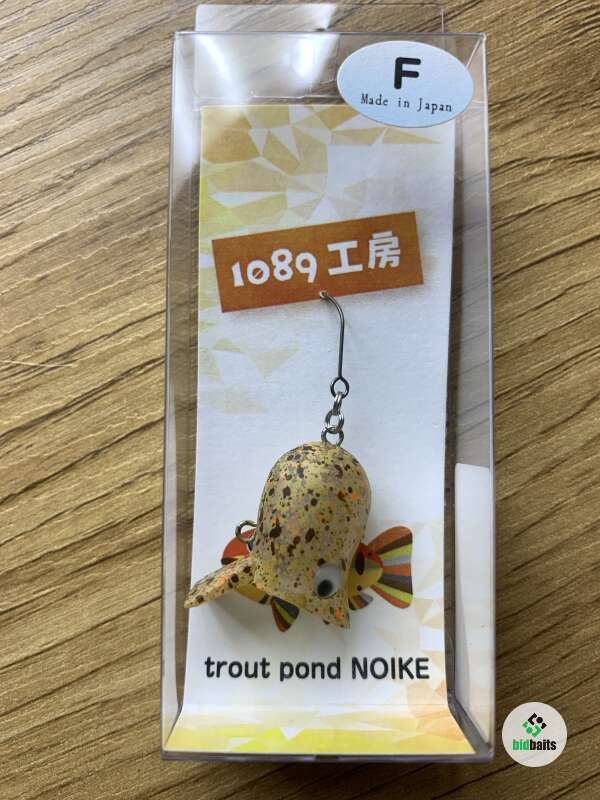 F
Made in Japan
1089工房
trout pond NOIKE
bidbaits